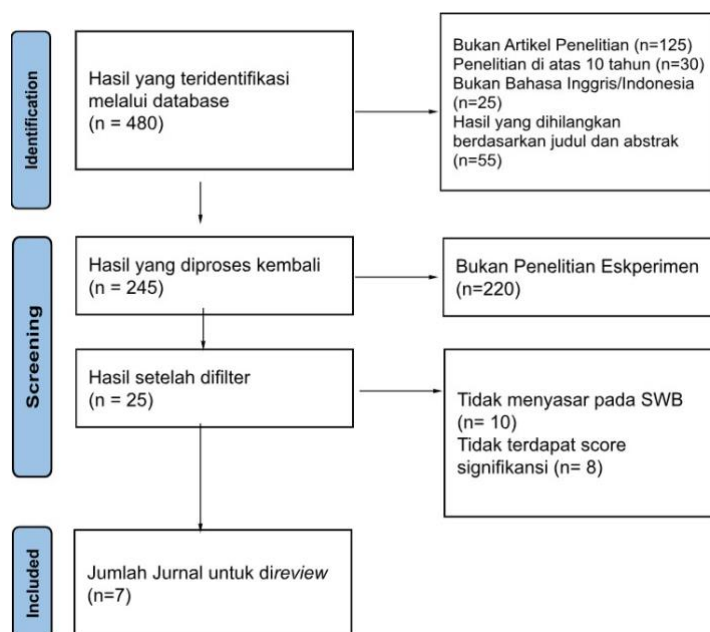 Identification
Hasil yang teridentifikasi
melalui database
(n = 480)
Bukan Artikel Penelitian (n=125)
Penelitian di atas 10 tahun (n=30)
Bukan Bahasa Inggris/Indonesia
(n=25)
Hasil yang dihilangkan
berdasarkan judul dan abstrak
(n=55)
Screening
Hasil yang diproses kembali
(n = 245)
Bukan Penelitian Eskperimen
(n=220)
Hasil setelah difilter
(n = 25)
Tidak menyasar pada SWB
(n= 10)
Tidak terdapat score
signifikansi (n= 8)
Included
Jumlah Jurnal untuk direview
(n=7)